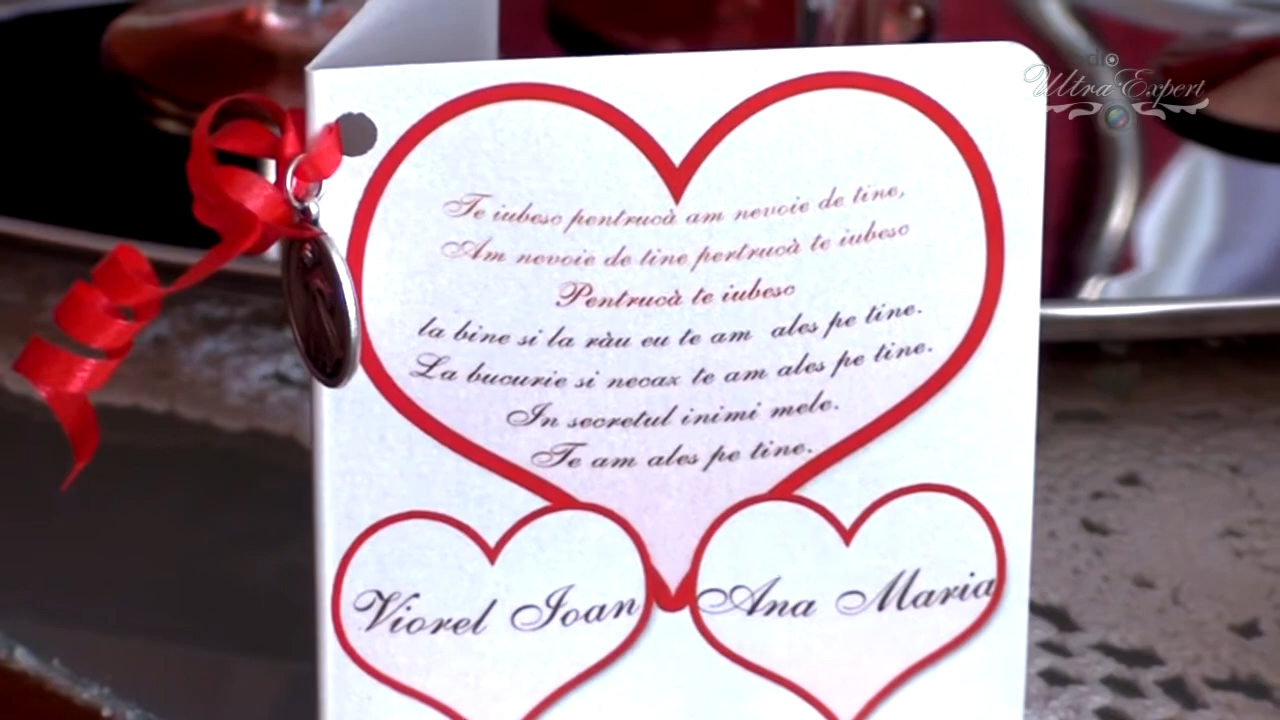 Te iubesc pentrucà am nevoie de tine,
Am nevoie de tine pertrucà te iubesc
Pentrucà te iubesc
la bine si la ràu eu te am ales pe tine.
La bucurie si necaz te am ales pe tine.
In secretul inimi mele.
Te am ales pe tine.
Viorel Ioan
Ana Maria
Ultra Expert